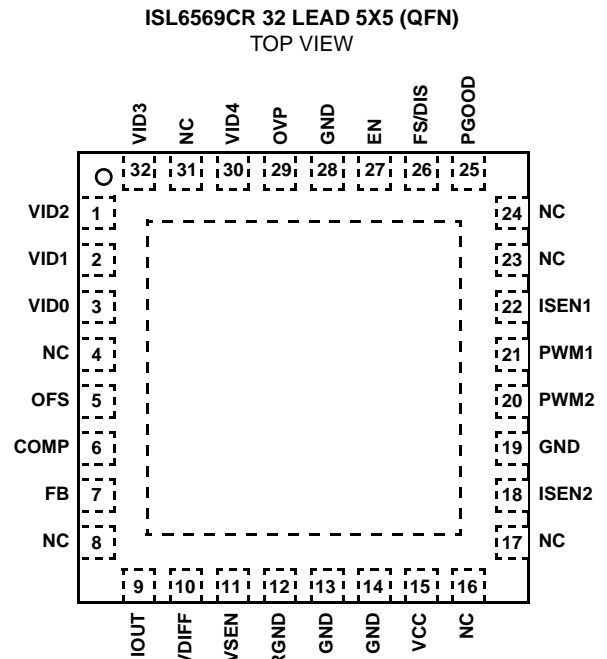 ISL6569CR 32 LEAD 5X5 (QFN)
TOP VIEW
VID3 NC VID4 OVP GND EN FS/DIS PGOOD
32 31 30 29 28 27 26 25
VID2 1 24 NC
VID1 2 23 NC
VID0 3 22 ISEN1
NC 4 21 PWM1
OFS 5 20 PWM2
COMP 6 19 GND
FB 7 18 ISEN2
NC 8 17 NC
9 10 11 12 13 14 15 16
IOUT VDIFF VSEN RGND GND GND VCC NC